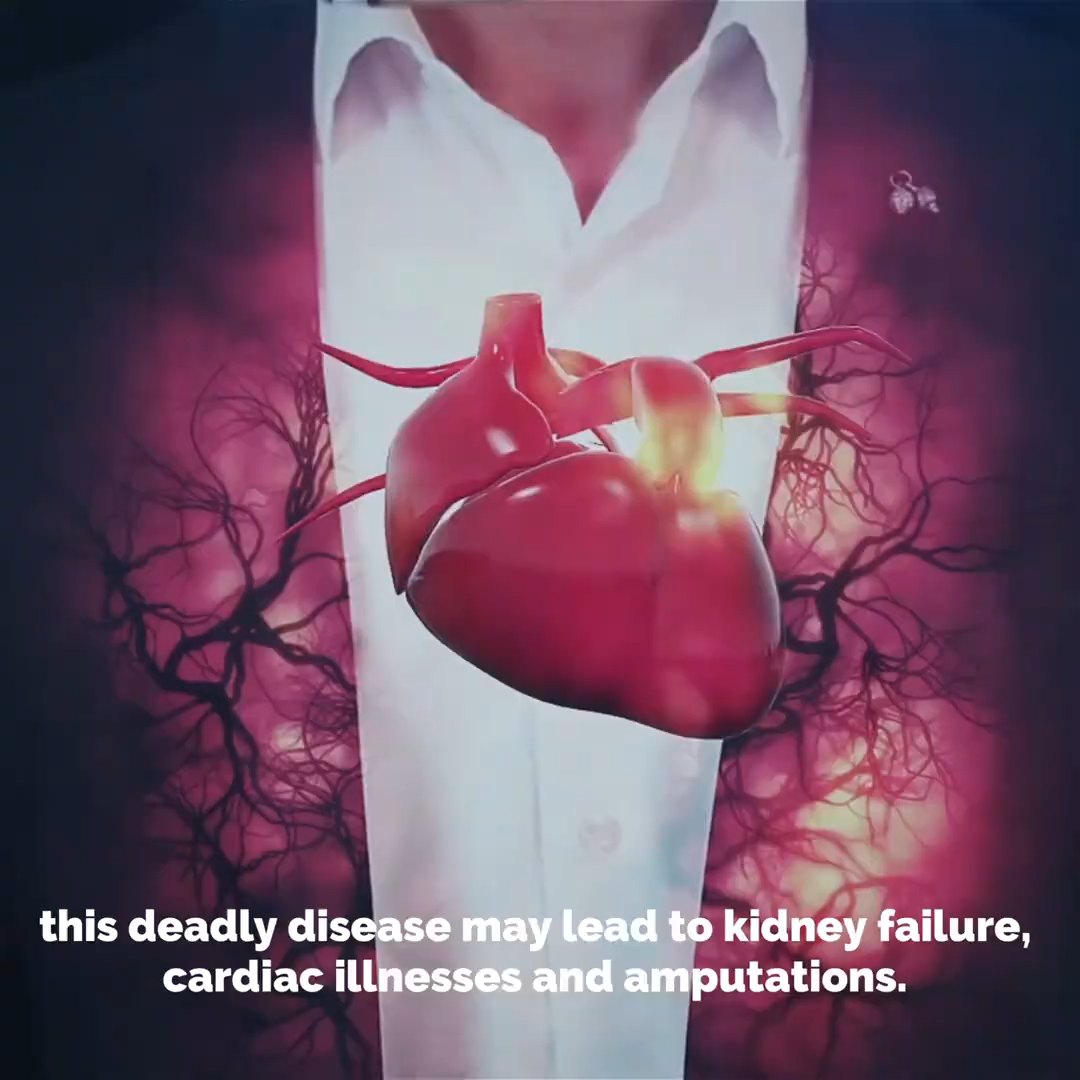 this deadly disease may lead to kidney failure,
cardiac illnesses and amputations.